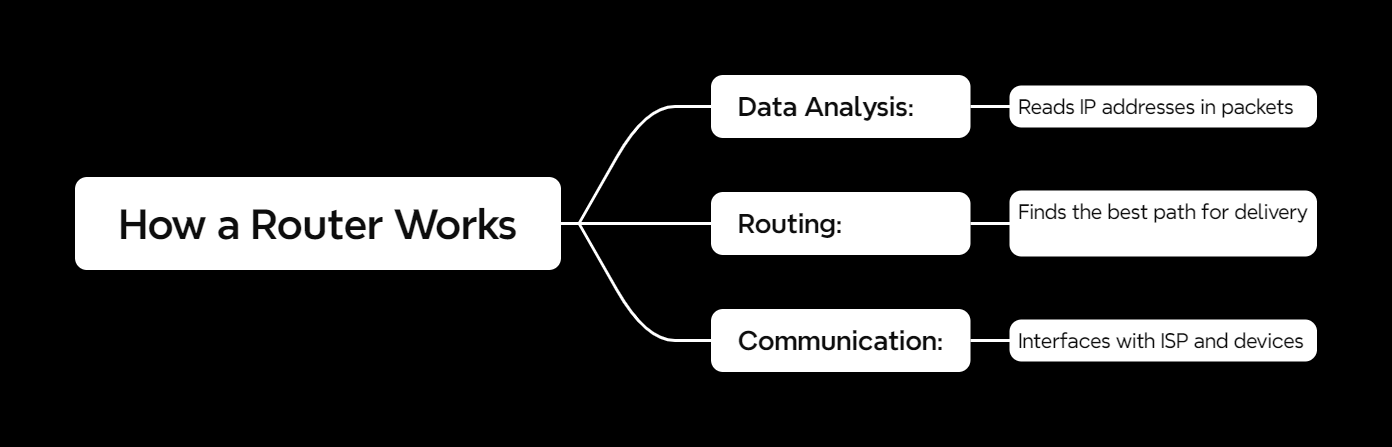 How a Router Works
Data Analysis:
Reads IP addresses in packets
Routing:
Finds the best path for delivery
Communication:
Interfaces with ISP and devices